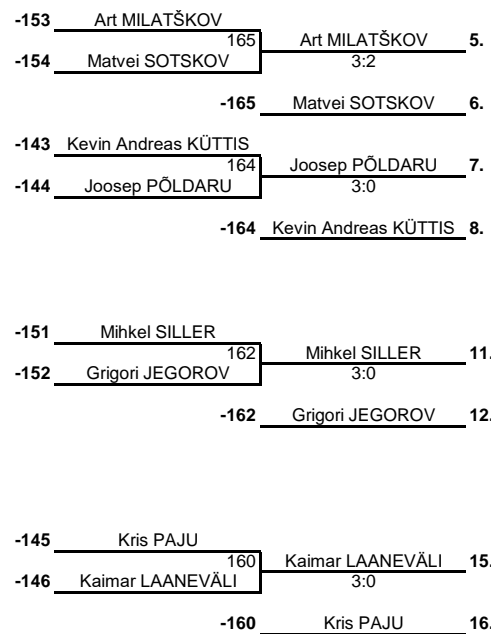 -153 Art MILATŠKOV
165 Art MILATŠKOV 5.
-154 Matvei SOTSKOV 3:2
-165 Matvei SOTSKOV 6.
-143 Kevin Andreas KÜTTIS
164 Joosep PÕLDARU 7.
-144 Joosep PÕLDARU 3:0
-164 Kevin Andreas KÜTTIS 8.
-151 Mihkel SILLER
162 Mihkel SILLER 11.
-152 Grigori JEGOROV 3:0
-162 Grigori JEGOROV 12.
-145 Kris PAJU
160 Kaimar LAANEVÄLI 15.
-146 Kaimar LAANEVÄLI 3:0
-160 Kris PAJU 16.